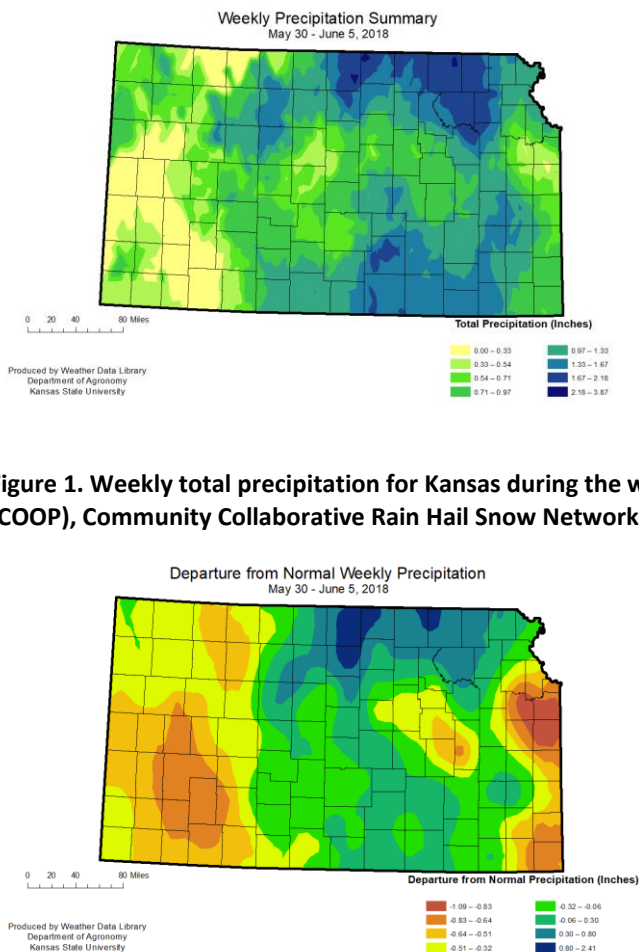 Weekly Precipitation Summary
May 30 - June 5, 2018
0 20 40 80 Miles
Total Precipitation (Inches)
0.00 – 0.33 0.97 – 1.33
0.33 – 0.54 1.33 – 1.67
0.54 – 0.71 1.67 – 2.18
0.71 – 0.97 2.18 – 3.87
Produced by Weather Data Library
Department of Agronomy
Kansas State University
igure 1. Weekly total precipitation for Kansas during the w
COOP), Community Collaborative Rain Hail Snow Network
Departure from Normal Weekly Precipitation
May 30 - June 5, 2018
0 20 40 80 Miles
Departure from Normal Precipitation (Inches)
-1.09 – -0.83 -0.32 – -0.06
-0.83 – -0.64 -0.06 – 0.30
-0.64 – -0.51 0.30 – 0.80
-0.51 – -0.32 0.80 – 2.41
Produced by Weather Data Library
Department of Agronomy
Kansas State University